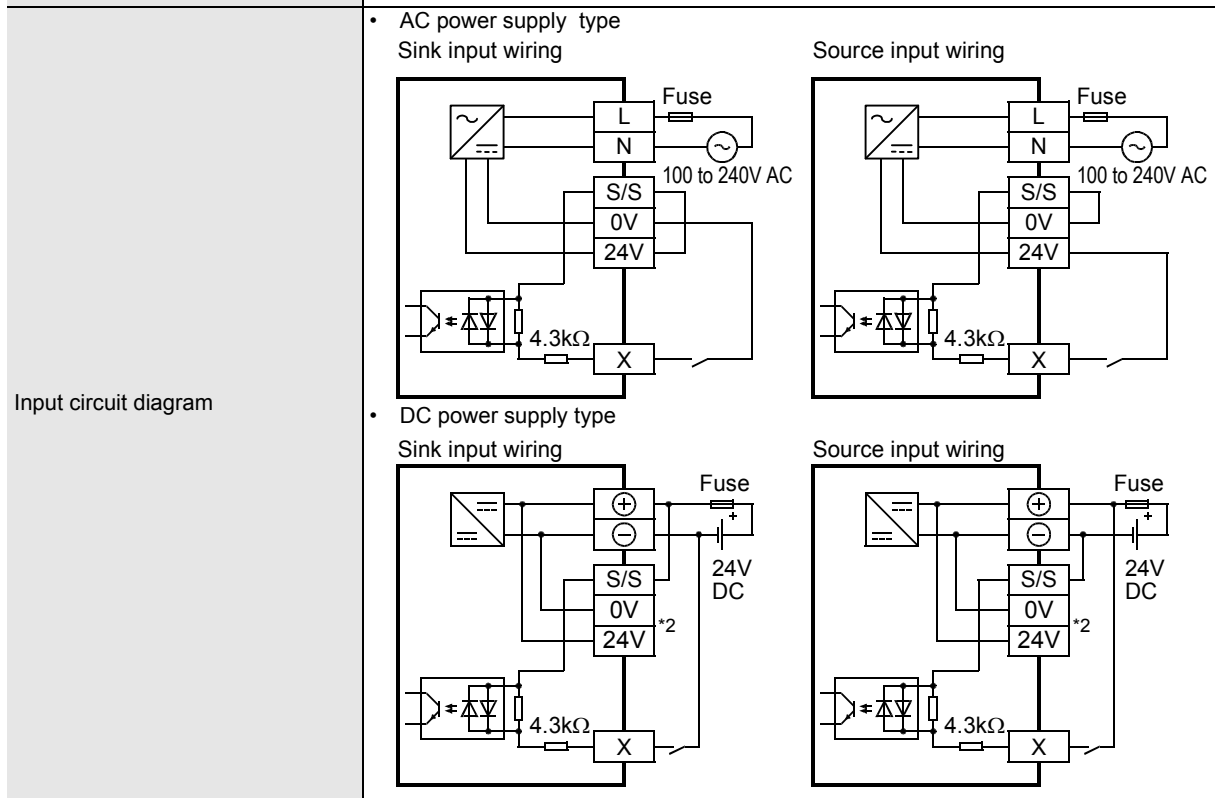 Input circuit diagram
• AC power supply type
Sink input wiring
Fuse
L
N
100 to 240V AC
S/S
0V
24V
4.3kΩ
X
Source input wiring
Fuse
L
N
100 to 240V AC
S/S
0V
24V
4.3kΩ
X
• DC power supply type
Sink input wiring
Fuse
+
24V
DC
S/S
0V
24V
*2
4.3kΩ
X
Source input wiring
Fuse
+
24V
DC
S/S
0V
24V
*2
4.3kΩ
X